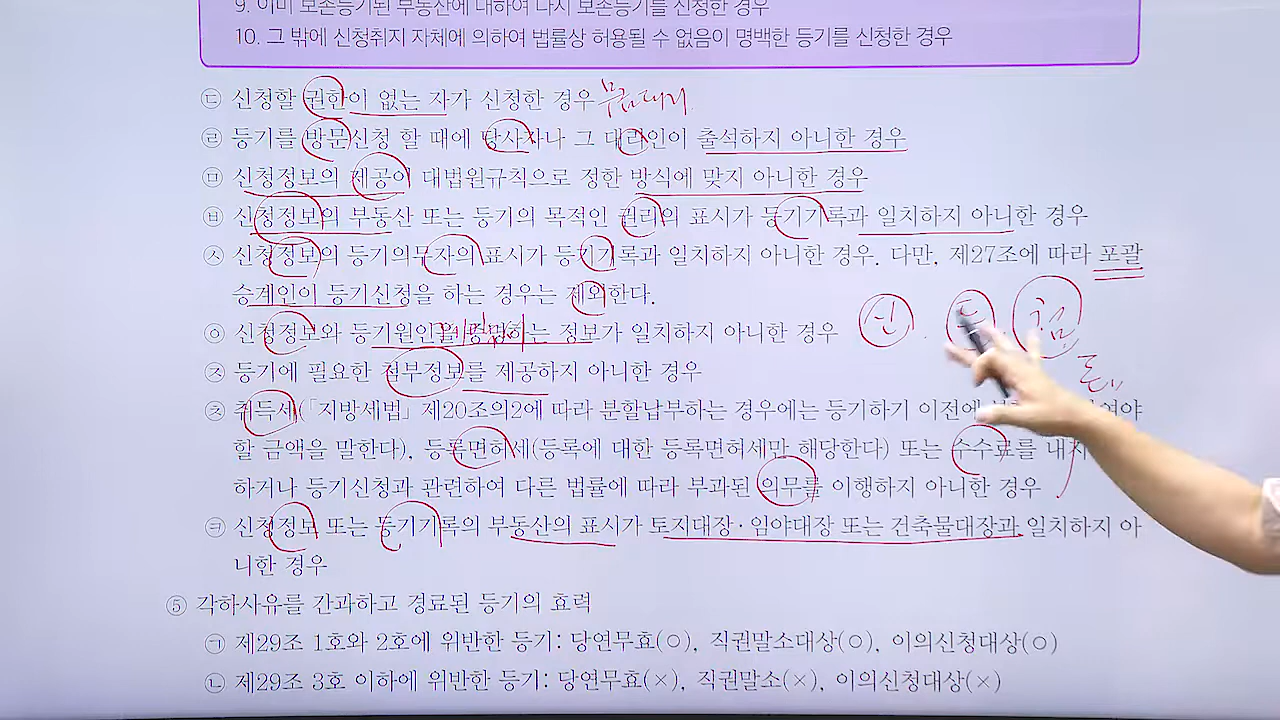 9. 이미 보존등기된 부동산에 대하여 다시 보존등기를 신청한 경우
10. 그 밖에 신청취지 자체에 의하여 법률상 허용될 수 없음이 명백한 등기를 신청한 경우
㉢ 신청할 권한이 없는 자가 신청한 경우 무권대리
㉣ 등기를 방문신청 할 때에 당사자나 그 대리인이 출석하지 아니한 경우
㉤ 신청정보의 제공이 대법원규칙으로 정한 방식에 맞지 아니한 경우
㉥ 신청정보의 부동산 또는 등기의 목적인 권리의 표시가 등기기록과 일치하지 아니한 경우
㉦ 신청정보의 등기의무자의 표시가 등기기록과 일치하지 아니한 경우. 다만, 제27조에 따라 포괄
승계인이 등기신청을 하는 경우는 제외한다.
신 등 첨
㉧ 신청정보와 등기원인을 증명하는 정보가 일치하지 아니한 경우
㉨ 등기에 필요한 첨부정보를 제공하지 아니한 경우
㉩ 취득세(「지방세법」 제20조의2에 따라 분할납부하는 경우에는 등기하기 이전에 여야
할 금액을 말한다), 등록면허세(등록에 대한 등록면허세만 해당한다) 또는 수수료를 내지
하거나 등기신청과 관련하여 다른 법률에 따라 부과된 의무를 이행하지 아니한 경우
㉪ 신청정보 또는 등기기록의 부동산의 표시가 토지대장·임야대장 또는 건축물대장과 일치하지 아
니한 경우
⑤ 각하사유를 간과하고 경료된 등기의 효력
㉠ 제29조 1호와 2호에 위반한 등기: 당연무효(○), 직권말소대상(○), 이의신청대상(○)
㉡ 제29조 3호 이하에 위반한 등기: 당연무효(×), 직권말소(×), 이의신청대상(×)